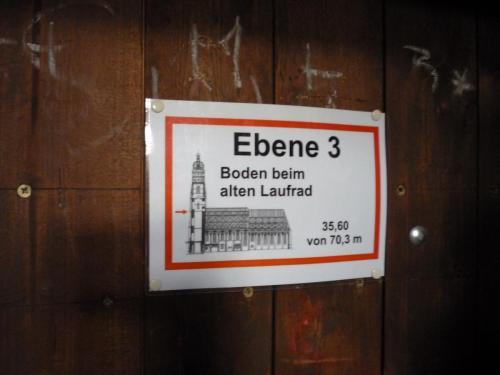 Ebene 3
Boden beim
alten Laufrad
35,60
von 70,3 m